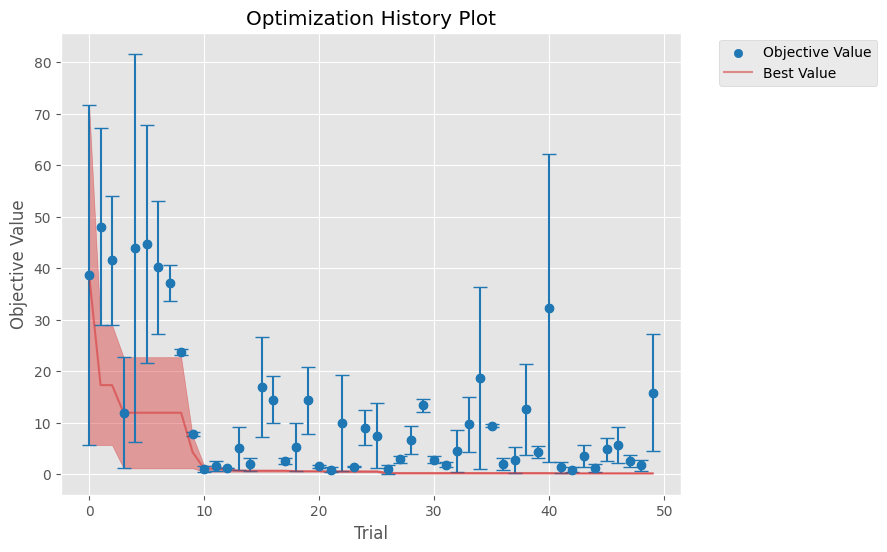 Optimization History Plot
Objective Value
Best Value
Objective Value
80
70
60
50
40
30
20
10
0
0 10 20 30 40 50
Trial